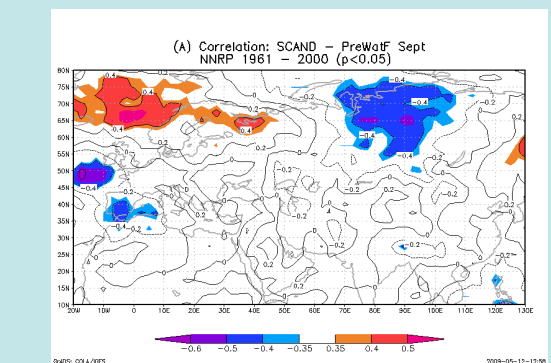 (A) Correlation: SCAND – PreWatF Sept
NNRP 1961 – 2000 (p<0.05)
80N
75N
70N
65N
60N
55N
50N
45N
40N
35N
30N
25N
20N
15N
10N
20W 10W 0 10E 20E 30E 40E 50E 60E 70E 80E 90E 100E 110E 120E 130E
−0.6 −0.5 −0.4 −0.35 0.35 0.4 0.5
GrADS: COLA/IGES 2009-05-12-17:58